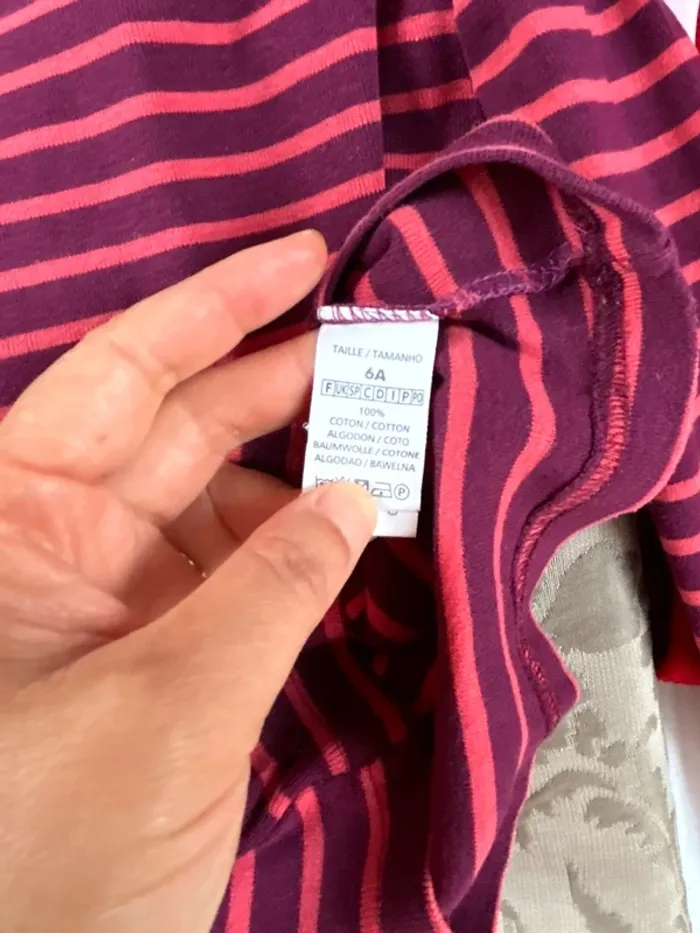 TAILLE / TAMANHO
6A
F UK SP C D I P PO
100%
COTON / COTTON
ALGODON / COTO
BAUMWOLLE / COTONE
ALGODAO / BAWELNA
P